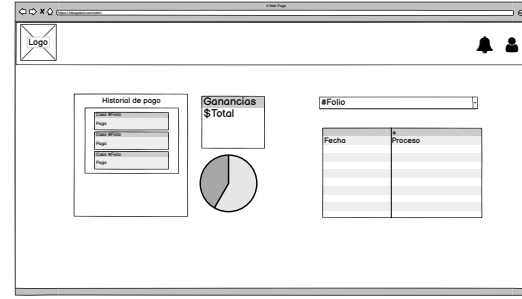 A Web Page
Logo
Historial de pago
Caso #Folio
Pago
Caso #Folio
Pago
Caso #Folio
Pago
Ganancias
$Total
#Folio
Fecha
+
Proceso